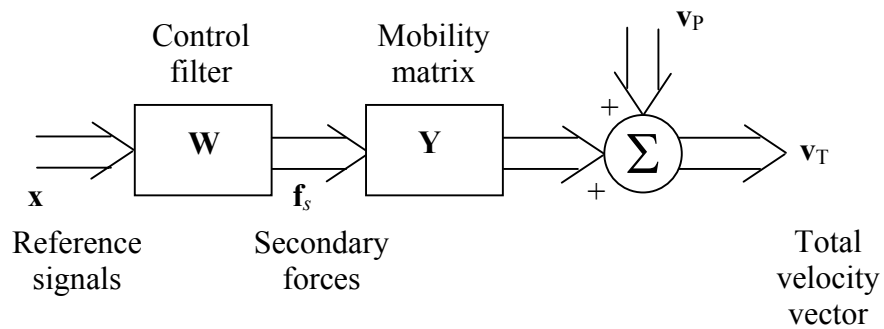 Control
filter
Mobility
matrix
v_P
W
Y
+
Σ
+
v_T
x
f_s
Reference
signals
Secondary
forces
Total
velocity
vector